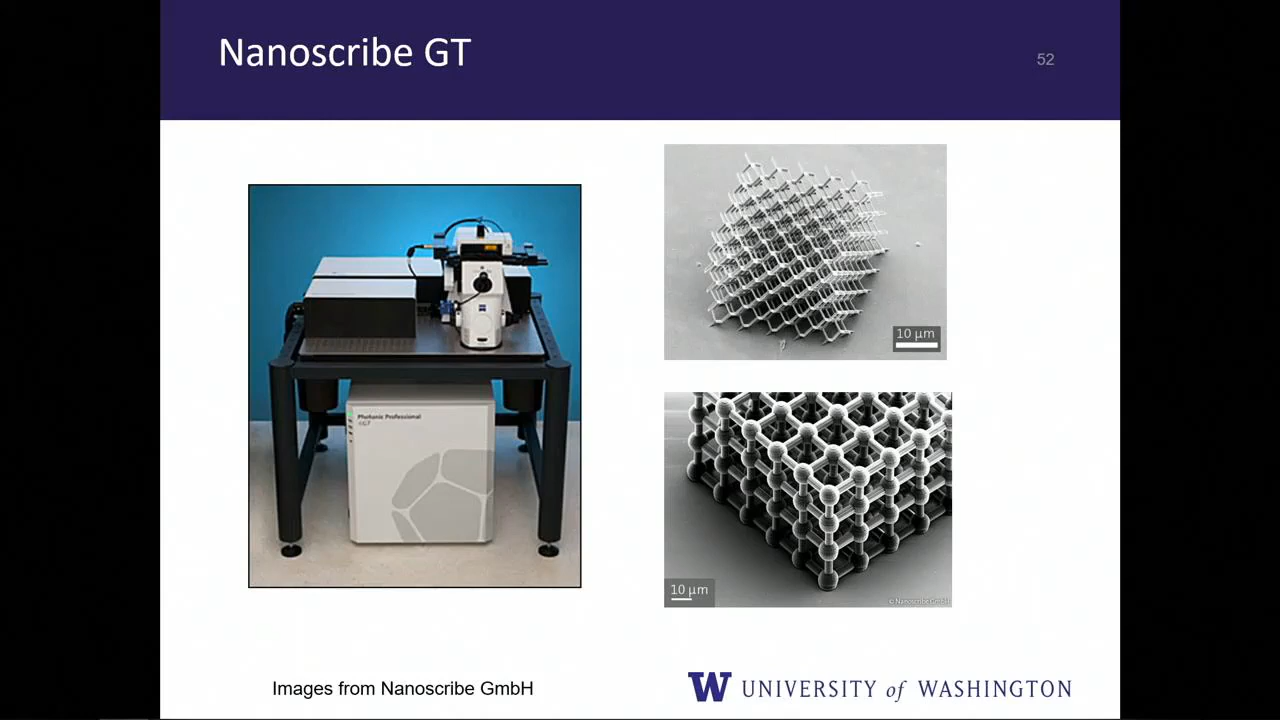 Nanoscribe GT
52
Photonic Professional
10 µm
10 µm
© Nanoscribe GmbH
Images from Nanoscribe GmbH
W UNIVERSITY of WASHINGTON